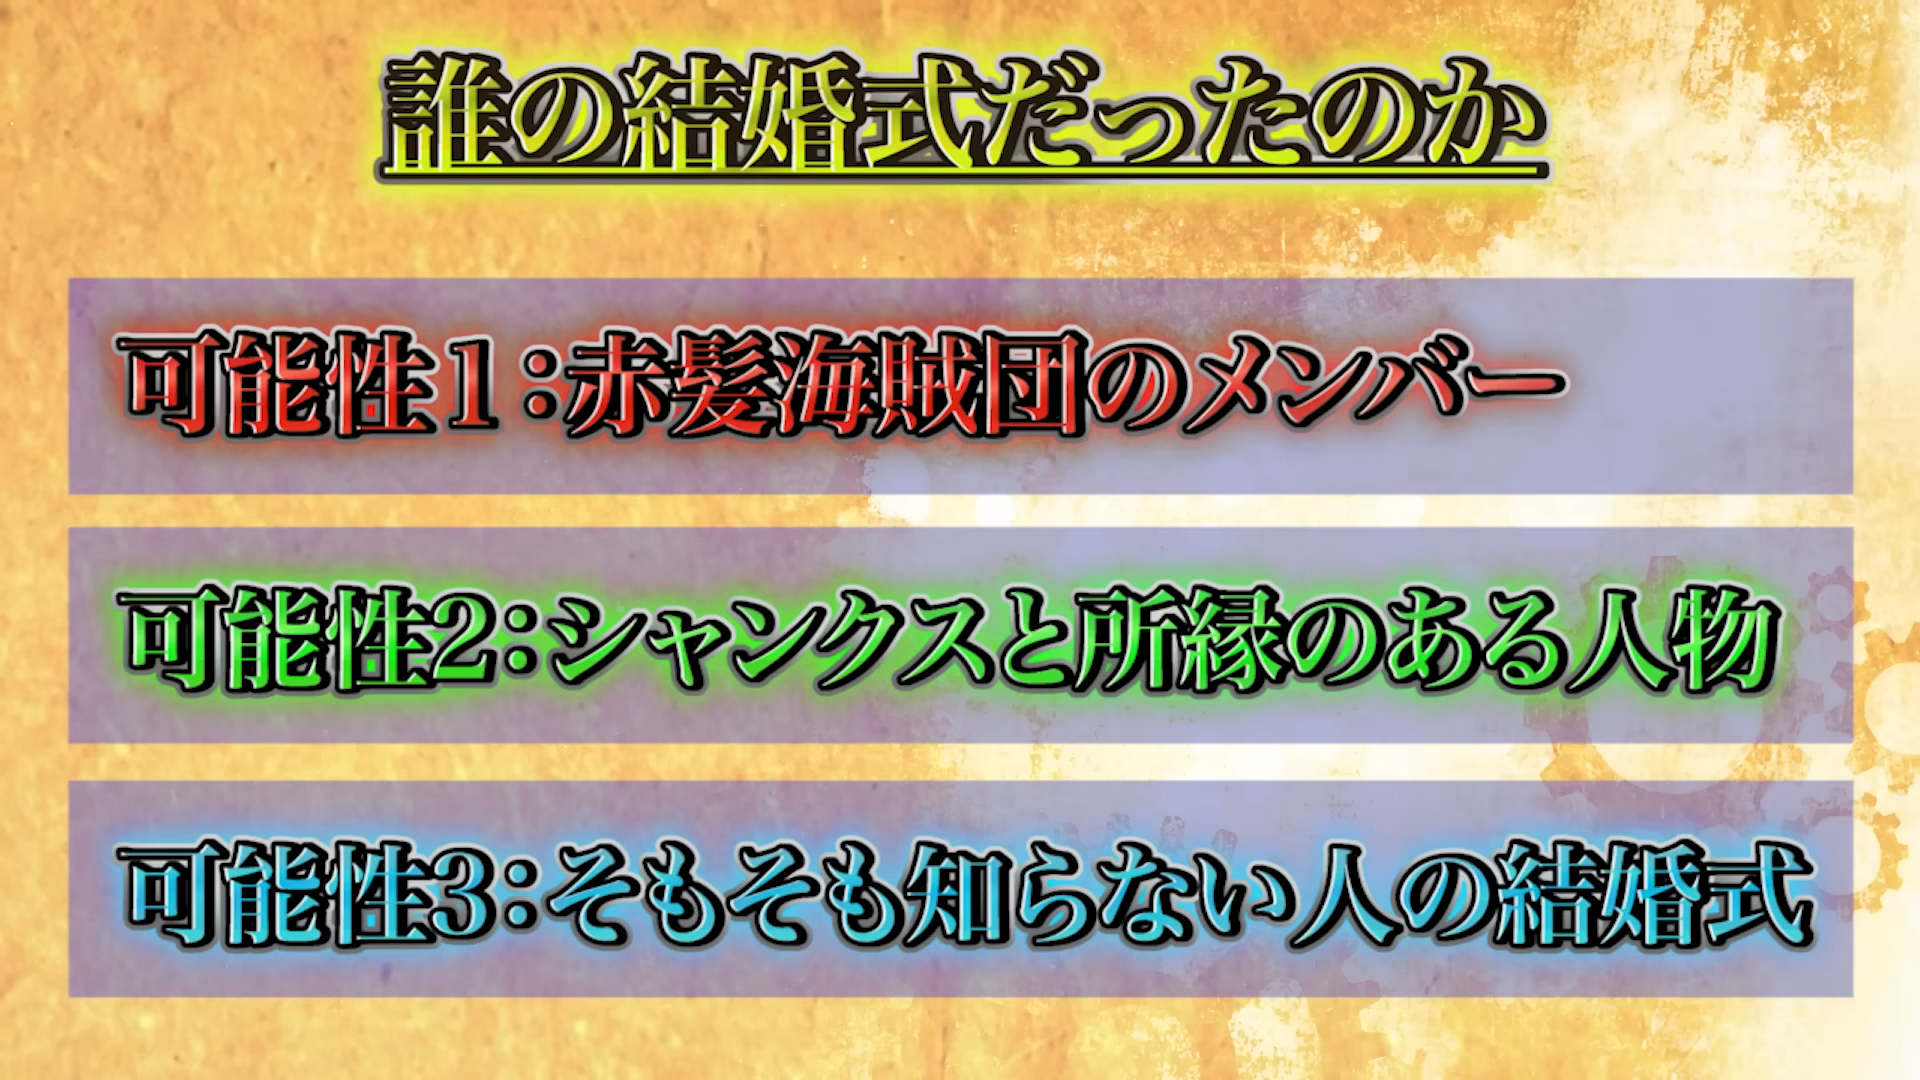 誰の結婚式だったのか
可能性1：赤髪海賊団のメンバー
可能性2：シャンクスと所縁のある人物
可能性3：そもそも知らない人の結婚式